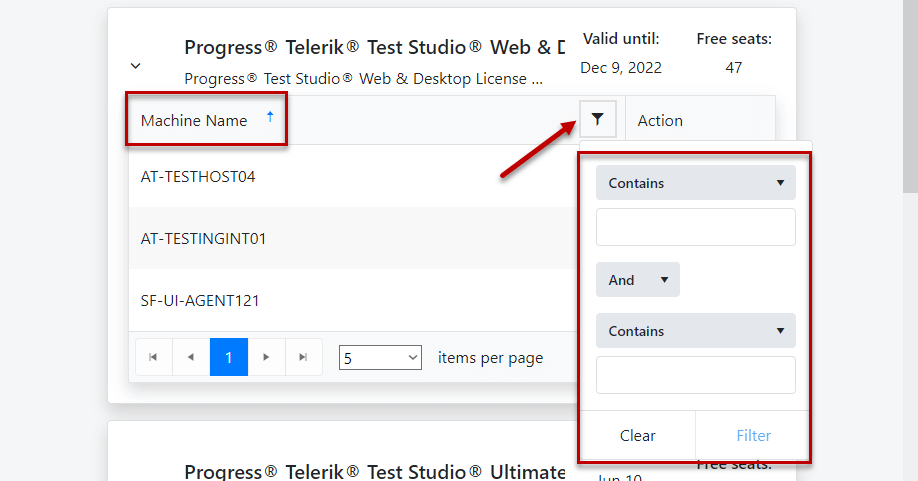 Progress® Telerik® Test Studio® Web & D
Valid until:
Free seats:
Progress® Test Studio® Web & Desktop License ...
Dec 9, 2022
47
Machine Name
Action
AT-TESTHOST04
AT-TESTINGINT01
SF-UI-AGENT121
1
5
items per page
Contains
And
Contains
Clear
Filter
Progress® Telerik® Test Studio® Ultimate
Free seats:
Jun 10